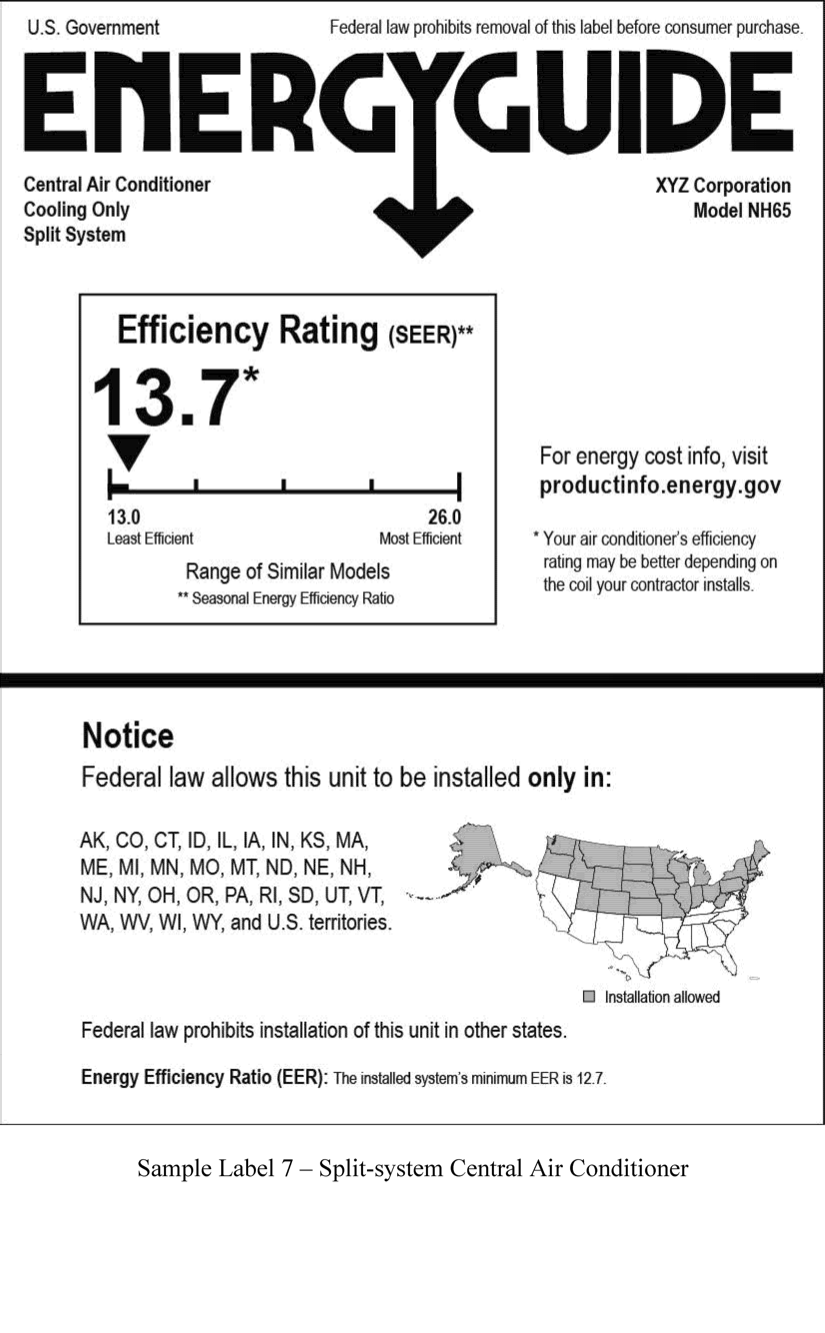 U.S. Government
Federal law prohibits removal of this label before consumer purchase.
ENERGYGUIDE
Central Air Conditioner
Cooling Only
Split System
XYZ Corporation
Model NH65
Efficiency Rating (SEER)**
13.7*
13.0
26.0
Least Efficient
Most Efficient
Range of Similar Models
** Seasonal Energy Efficiency Ratio
For energy cost info, visit
productinfo.energy.gov
* Your air conditioner's efficiency
rating may be better depending on
the coil your contractor installs.
Notice
Federal law allows this unit to be installed only in:
AK, CO, CT, ID, IL, IA, IN, KS, MA,
ME, MI, MN, MO, MT, ND, NE, NH,
NJ, NY, OH, OR, PA, RI, SD, UT, VT,
WA, WV, WI, WY, and U.S. territories.
Installation allowed
Federal law prohibits installation of this unit in other states.
Energy Efficiency Ratio (EER): The installed system's minimum EER is 12.7.
Sample Label 7 – Split-system Central Air Conditioner